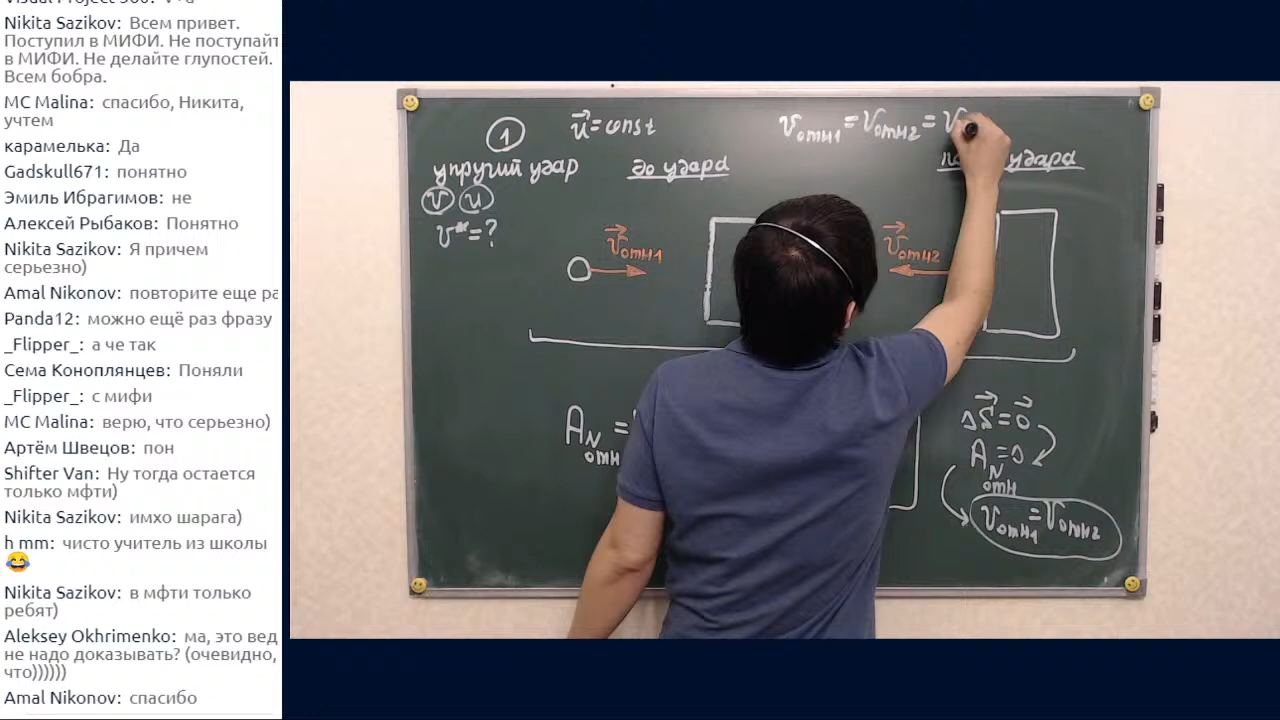 Nikita Sazikov: Всем привет.
Поступил в МИФИ. Не поступайт
в МИФИ. Не делайте глупостей.
Всем бобра.
MC Malina: спасибо, Никита,
учтем
карамелька: Да
Gadskull671: понятно
Эмиль Ибрагимов: не
Алексей Рыбаков: Понятно
Nikita Sazikov: Я причем
серьезно)
Amal Nikonov: повторите еще ра
Panda12: можно ещё раз фразу
_Flipper_: а че так
Сема Коноплянцев: Поняли
_Flipper_: с мифи
MC Malina: верю, что серьезно)
Артём Швецов: пон
Shifter Van: Ну тогда остается
только мфти)
Nikita Sazikov: имхо шарага)
h mm: чисто учитель из школы
😂
Nikita Sazikov: в мфти только
ребят)
Aleksey Okhrimenko: ма, это вед
не надо доказывать? (очевидно,
что))))))
Amal Nikonov: спасибо
1 u⃗ = const vотн1 = vотн2 = v
упругий удар до удара удара
v u
v* = ?
v⃗отн1 v⃗отн2
ΔS⃗ = 0⃗
AN отн =
AN отн = 0
vотн1 = vотн2